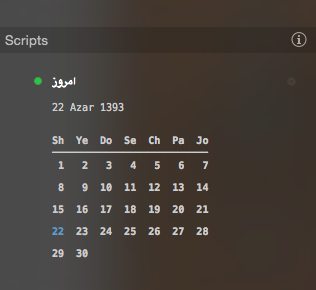 Scripts
امروز
22 Azar 1393
Sh Ye Do Se Ch Pa Jo
1 2 3 4 5 6 7
8 9 10 11 12 13 14
15 16 17 18 19 20 21
22 23 24 25 26 27 28
29 30